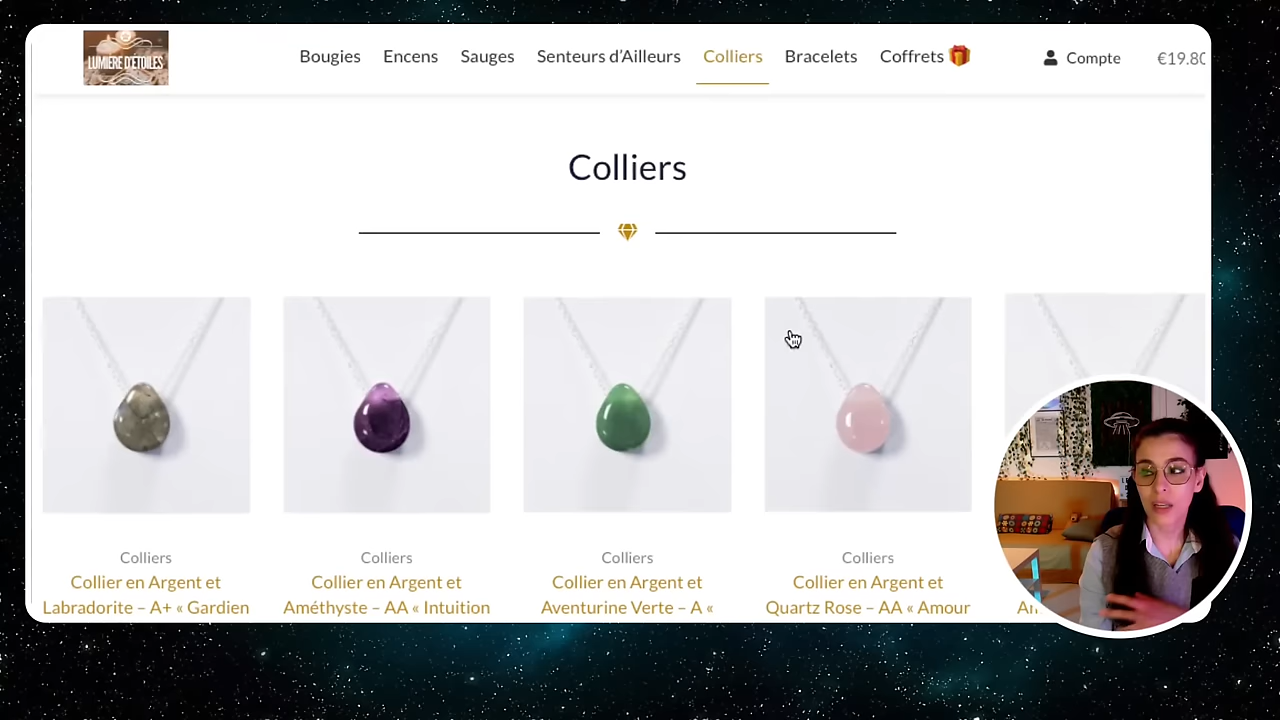 LUMIÈRE D'ÉTOILES
Bougies Encens Sauges Senteurs d'Ailleurs Colliers Bracelets Coffrets Compte €19.80
Colliers
Colliers Colliers Colliers Colliers
Collier en Argent et Collier en Argent et Collier en Argent et Collier en Argent et
Labradorite – A+ « Gardien Améthyste – AA « Intuition Aventurine Verte – A « Quartz Rose – AA « Amour